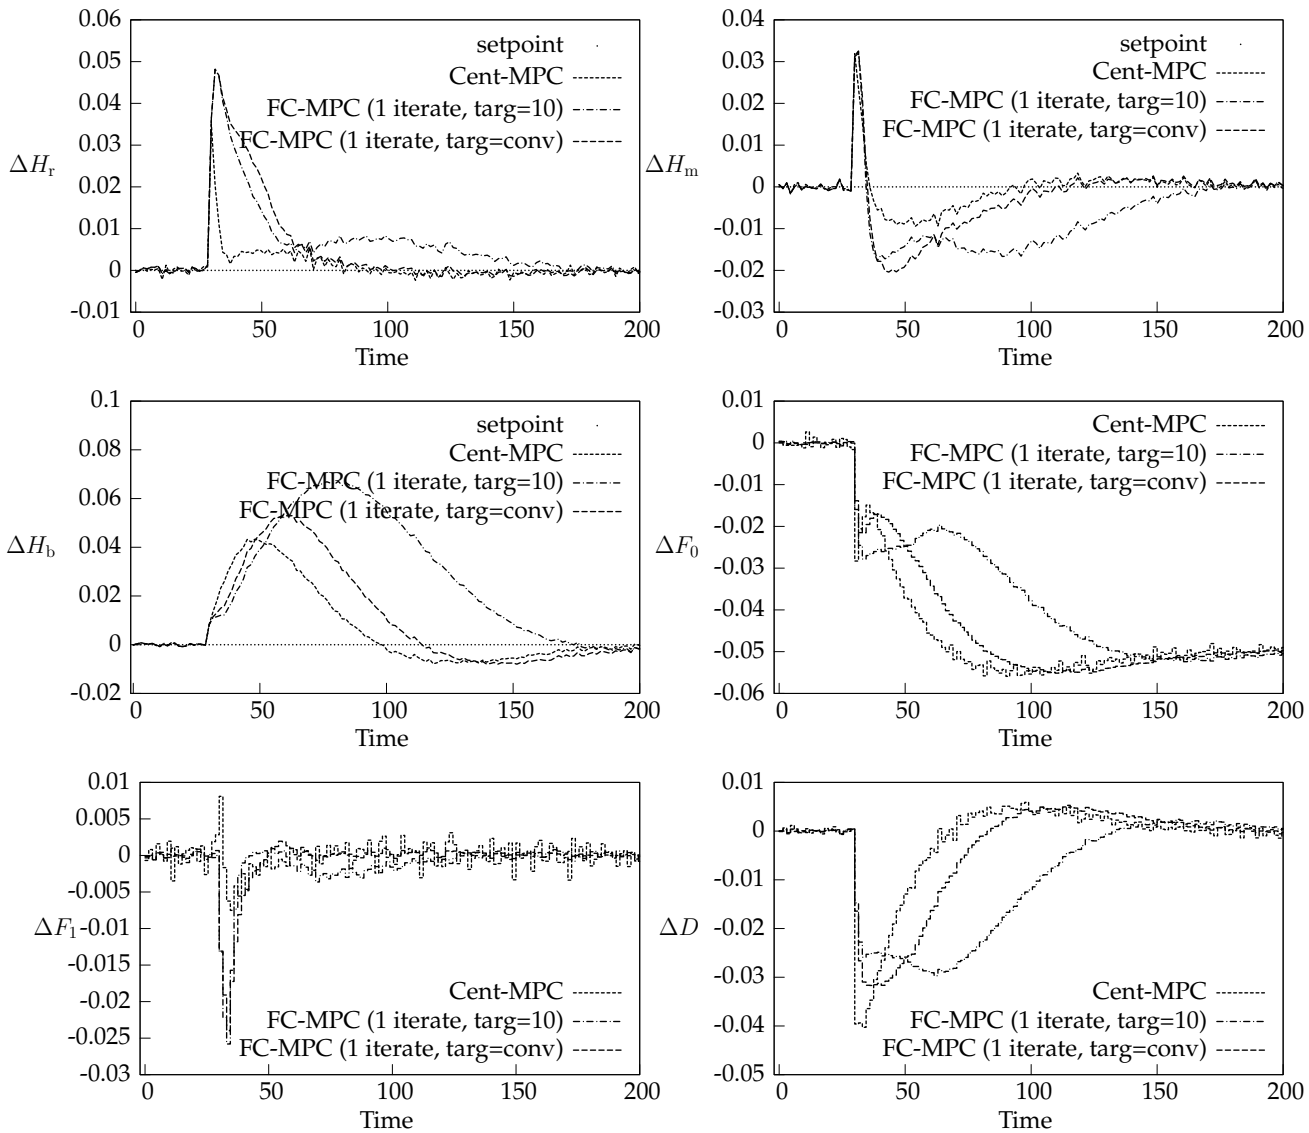 0.06
0.05
0.04
0.03
0.02
0.01
0
-0.01
ΔH_r
setpoint
Cent-MPC
FC-MPC (1 iterate, targ=10)
FC-MPC (1 iterate, targ=conv)
0 50 100 150 200
Time
0.04
0.03
0.02
0.01
0
-0.01
-0.02
-0.03
ΔH_m
setpoint
Cent-MPC
FC-MPC (1 iterate, targ=10)
FC-MPC (1 iterate, targ=conv)
0 50 100 150 200
Time
0.1
0.08
0.06
0.04
0.02
0
-0.02
ΔH_b
setpoint
Cent-MPC
FC-MPC (1 iterate, targ=10)
FC-MPC (1 iterate, targ=conv)
0 50 100 150 200
Time
0.01
0
-0.01
-0.02
-0.03
-0.04
-0.05
-0.06
ΔF_0
Cent-MPC
FC-MPC (1 iterate, targ=10)
FC-MPC (1 iterate, targ=conv)
0 50 100 150 200
Time
0.01
0.005
0
-0.005
-0.01
-0.015
-0.02
-0.025
-0.03
ΔF_1
Cent-MPC
FC-MPC (1 iterate, targ=10)
FC-MPC (1 iterate, targ=conv)
0 50 100 150 200
Time
0.01
0
-0.01
-0.02
-0.03
-0.04
-0.05
ΔD
Cent-MPC
FC-MPC (1 iterate, targ=10)
FC-MPC (1 iterate, targ=conv)
0 50 100 150 200
Time